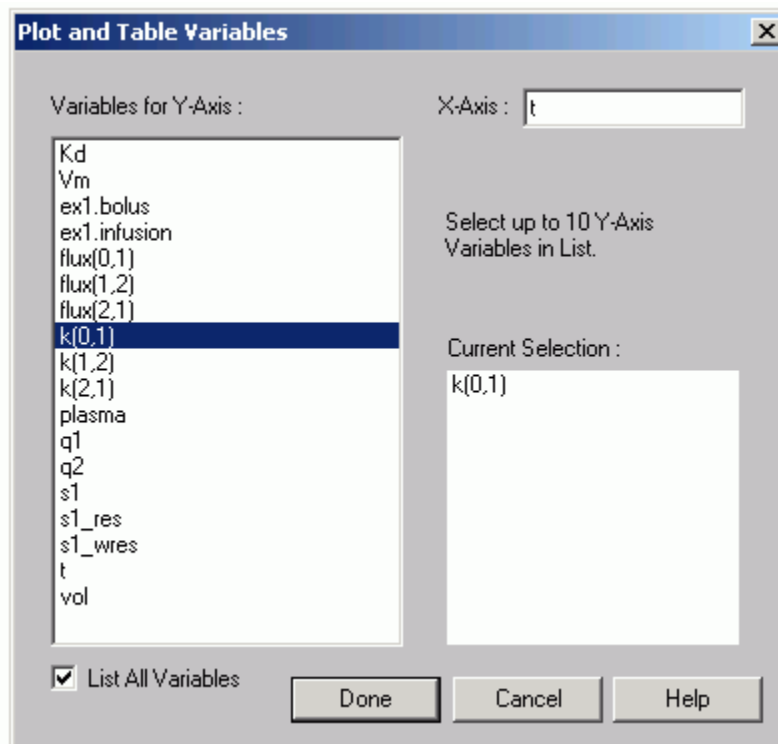 Plot and Table Variables
Variables for Y-Axis :
X-Axis : t
Kd
Vm
ex1.bolus
ex1.infusion
flux(0,1)
flux(1,2)
flux(2,1)
k(0,1)
k(1,2)
k(2,1)
plasma
q1
q2
s1
s1_res
s1_wres
t
vol
Select up to 10 Y-Axis
Variables in List.
Current Selection :
k(0,1)
List All Variables
Done
Cancel
Help